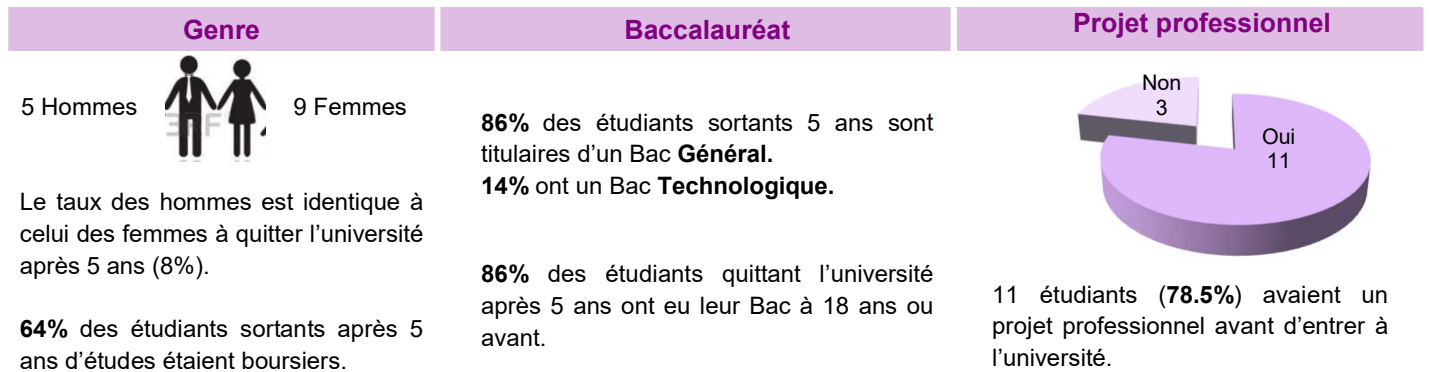 Genre
5 Hommes
9 Femmes
Le taux des hommes est identique à
celui des femmes à quitter l’université
après 5 ans (8%).
64% des étudiants sortants après 5
ans d’études étaient boursiers.
Baccalauréat
86% des étudiants sortants 5 ans sont
titulaires d’un Bac Général.
14% ont un Bac Technologique.
86% des étudiants quittant l’université
après 5 ans ont eu leur Bac à 18 ans ou
avant.
Projet professionnel
Non
3
Oui
11
11 étudiants (78.5%) avaient un
projet professionnel avant d’entrer à
l’université.